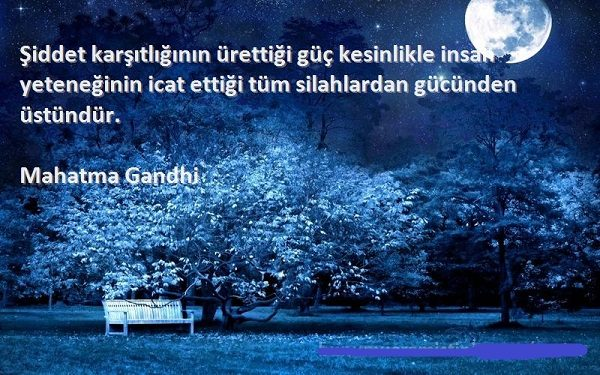 Şiddet karşıtlığının ürettiği güç kesinlikle insan
yeteneğinin icat ettiği tüm silahlardan gücünden
üstündür.
Mahatma Gandhi